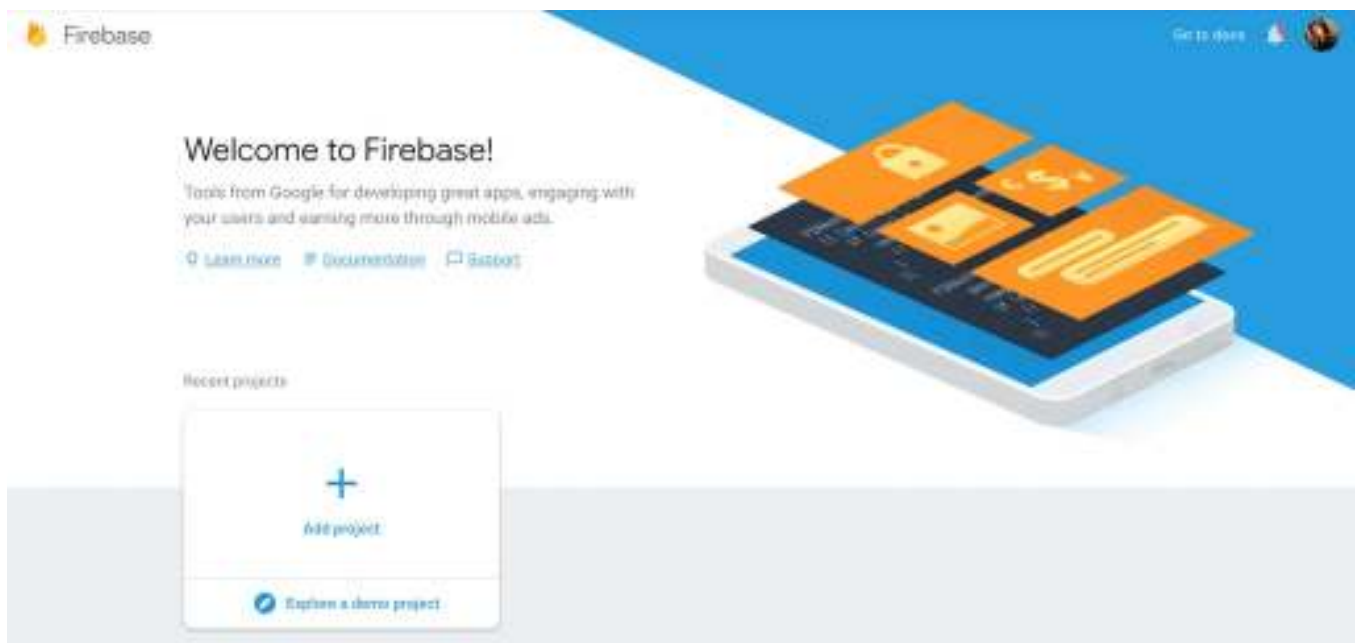 Firebase
Go to docs
Welcome to Firebase!
Tools from Google for developing great apps, engaging with
your users and earning more through mobile ads.
Learn more Documentation Support
Recent projects
Add project
Explore a demo project